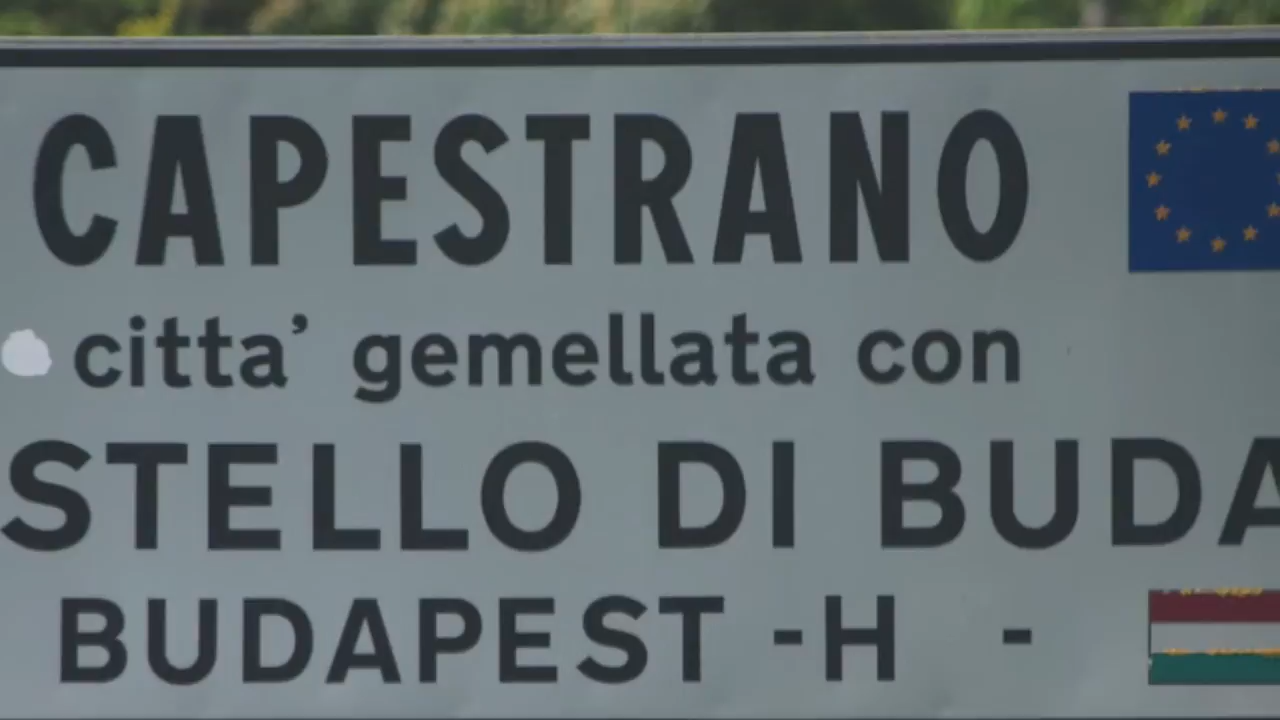 CAPESTRANO
citta' gemellata con
STELLO DI BUDA
BUDAPEST -H -